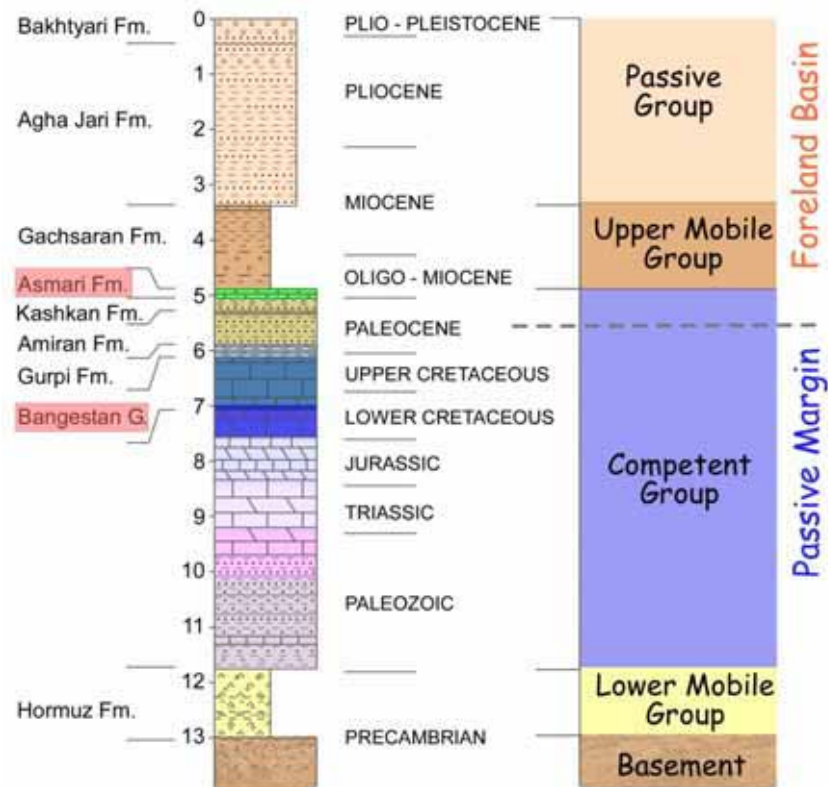 Bakhtyari Fm.
Agha Jari Fm.
Gachsaran Fm.
Asmari Fm.
Kashkan Fm.
Amiran Fm.
Gurpi Fm.
Bangestan G.
Hormuz Fm.
0
1
2
3
4
5
6
7
8
9
10
11
12
13
PLIO - PLEISTOCENE
PLIOCENE
MIOCENE
OLIGO - MIOCENE
PALEOCENE
UPPER CRETACEOUS
LOWER CRETACEOUS
JURASSIC
TRIASSIC
PALEOZOIC
PRECAMBRIAN
Passive
Group
Upper Mobile
Group
Competent
Group
Lower Mobile
Group
Basement
Foreland Basin
Passive Margin